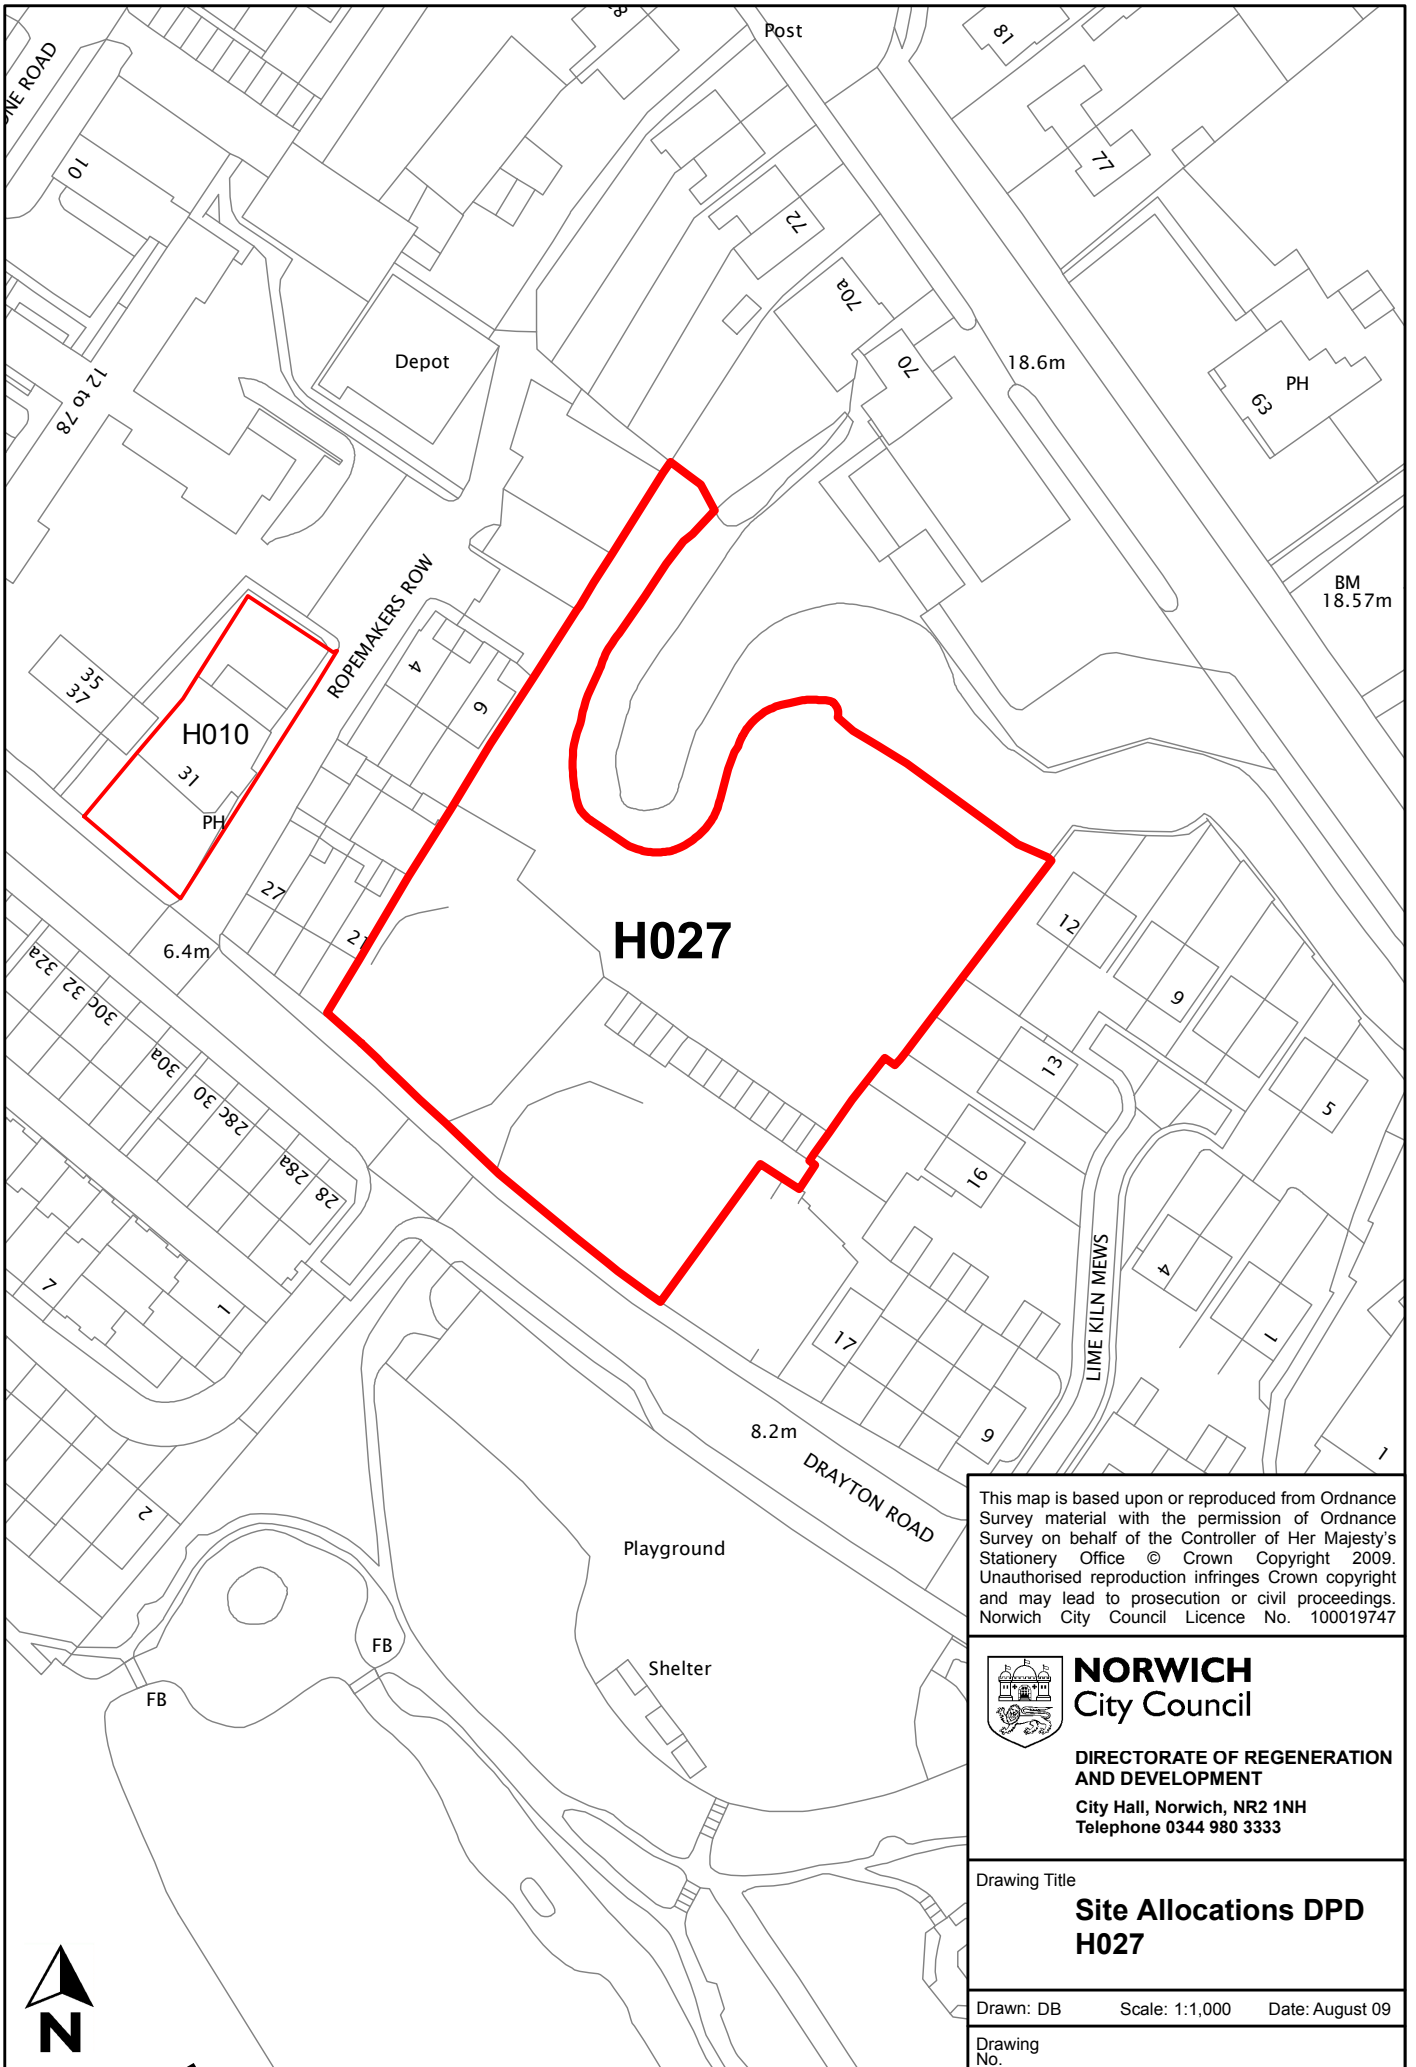 Post
81
77
10
72
70a
70
18.6m
PH
63
Depot
12 to 78
BM
18.57m
ROPEMAKERS ROW
35
37
4
6
H010
31
PH
27
21
6.4m
H027
12
9
13
5
16
32a
32
30c
30a
30
28c
28a
28
7
1
2
4
1
17
9
LIME KILN MEWS
1
8.2m
DRAYTON ROAD
Playground
Shelter
FB
FB
This map is based upon or reproduced from Ordnance
Survey material with the permission of Ordnance
Survey on behalf of the Controller of Her Majesty's
Stationery Office © Crown Copyright 2009.
Unauthorised reproduction infringes Crown copyright
and may lead to prosecution or civil proceedings.
Norwich City Council Licence No. 100019747
NORWICH
City Council
DIRECTORATE OF REGENERATION
AND DEVELOPMENT
City Hall, Norwich, NR2 1NH
Telephone 0344 980 3333
Drawing Title
Site Allocations DPD
H027
Drawn: DB Scale: 1:1,000 Date: August 09
Drawing
No.
N